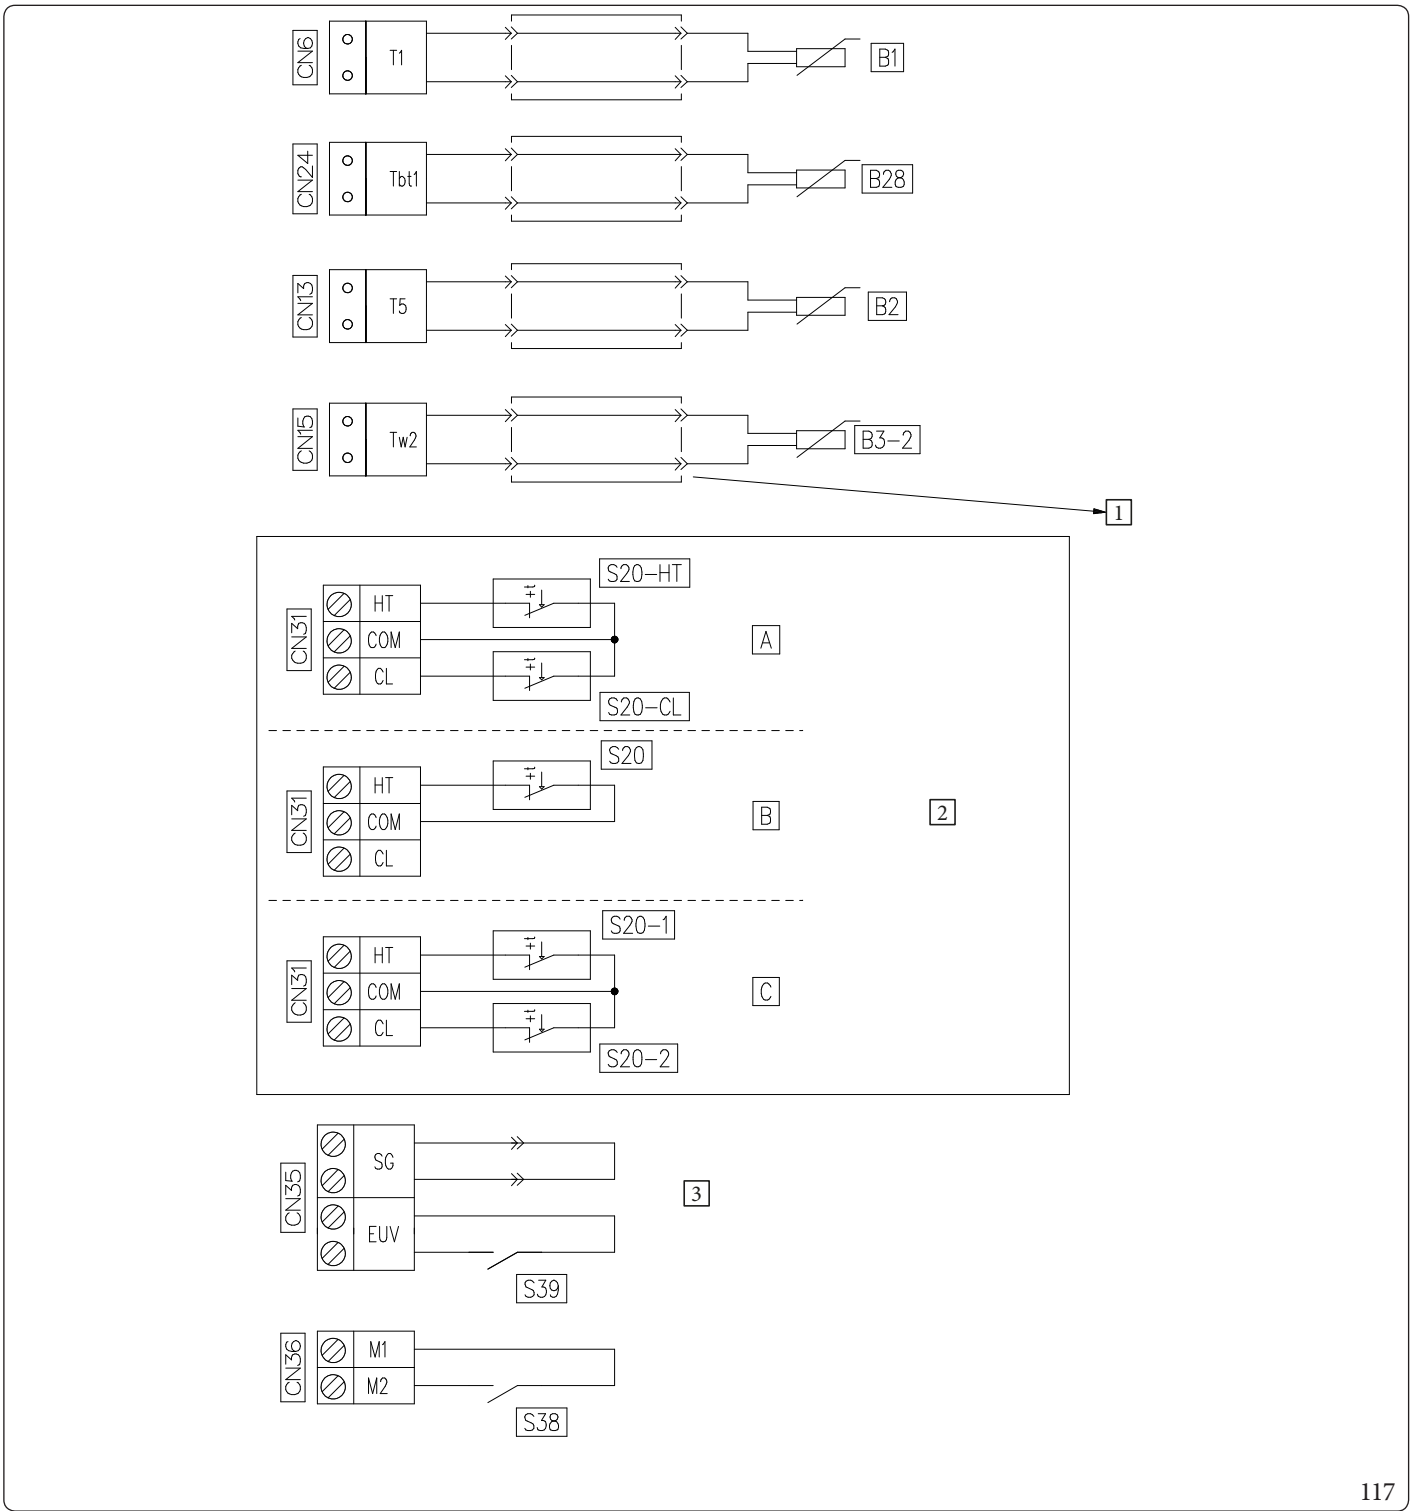 CN6
T1
B1
CN24
Tbt1
B28
CN13
T5
B2
CN15
Tw2
B3-2
1
S20-HT
CN31
HT
+t
COM
A
CL
+t
S20-CL
S20
CN31
HT
+t
COM
B
2
CL
S20-1
CN31
HT
+t
COM
C
CL
+t
S20-2
CN35
SG
3
EUV
S39
CN36
M1
M2
S38
117